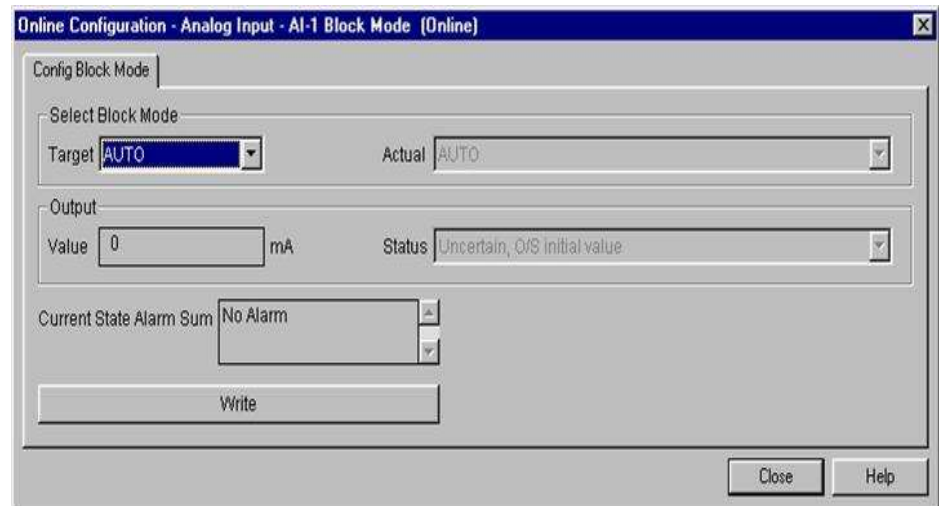 Online Configuration - Analog Input - AI-1 Block Mode (Online)
Config Block Mode
Select Block Mode
Target AUTO Actual AUTO
Output
Value 0 mA Status Uncertain, O/S initial value
Current State Alarm Sum No Alarm
Write
Close Help